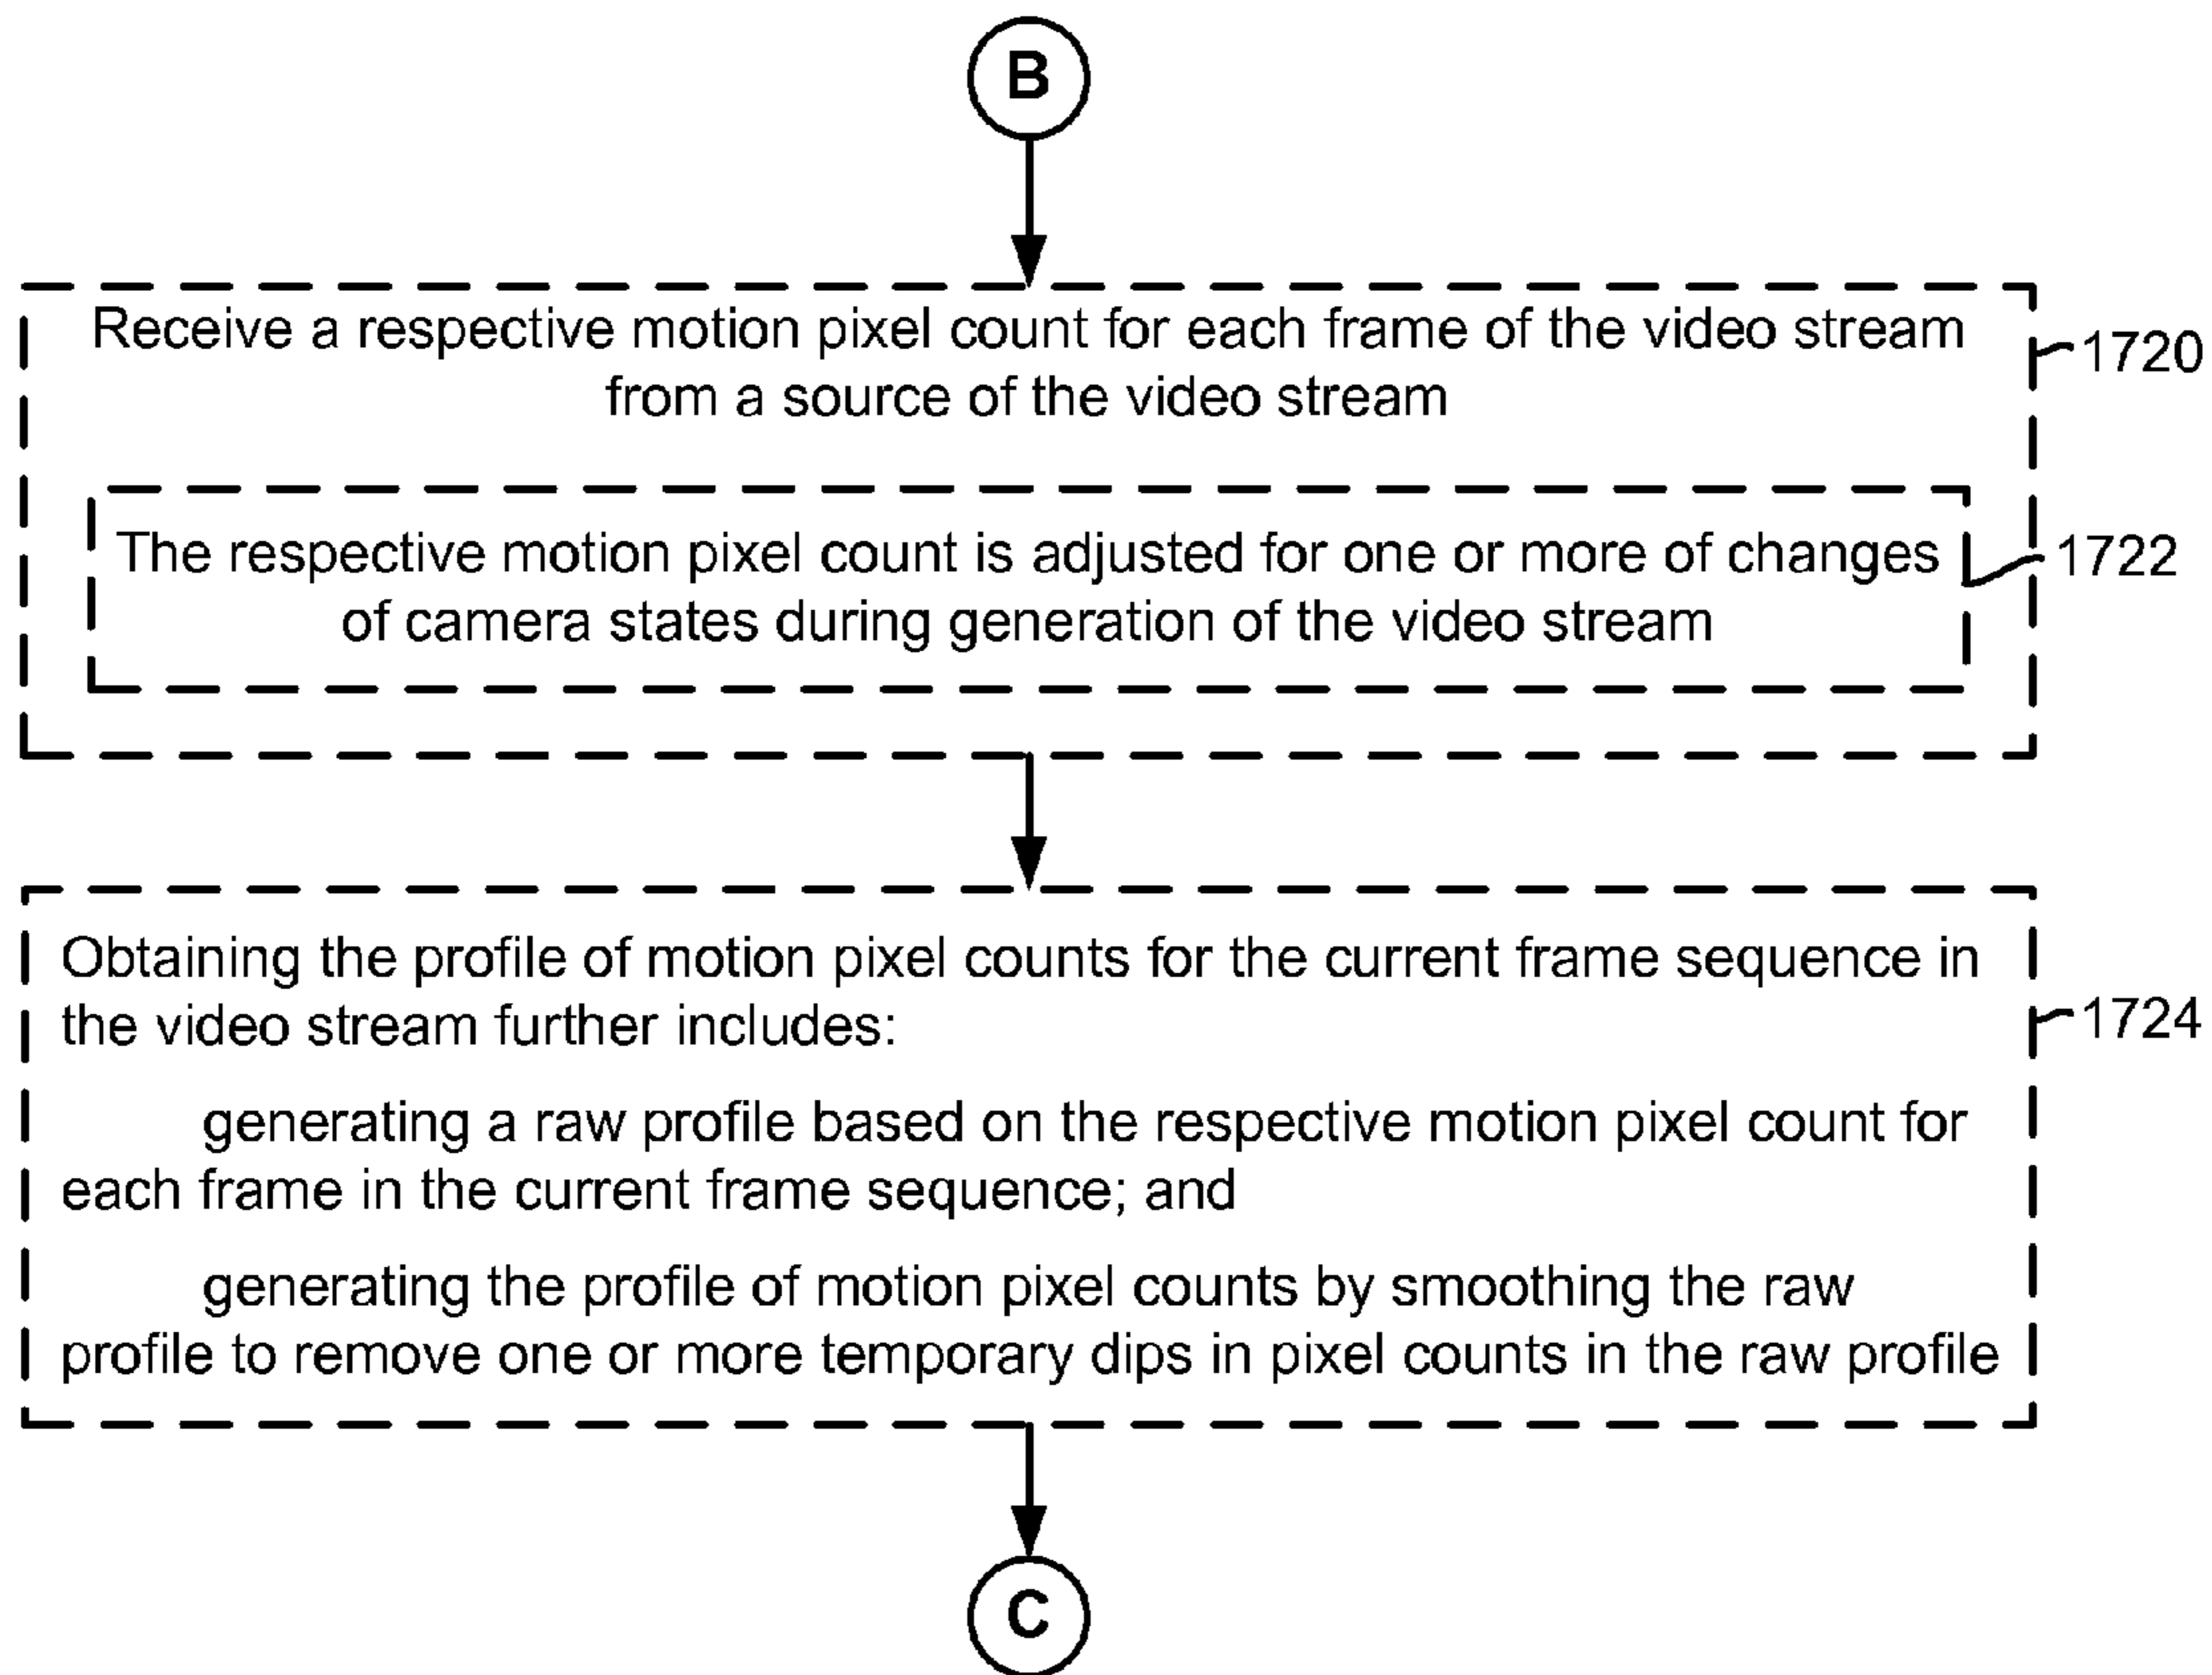 B
Receive a respective motion pixel count for each frame of the video stream
from a source of the video stream
1720
The respective motion pixel count is adjusted for one or more of changes
of camera states during generation of the video stream
1722
Obtaining the profile of motion pixel counts for the current frame sequence in
the video stream further includes:
1724
generating a raw profile based on the respective motion pixel count for
each frame in the current frame sequence; and
generating the profile of motion pixel counts by smoothing the raw
profile to remove one or more temporary dips in pixel counts in the raw profile
C